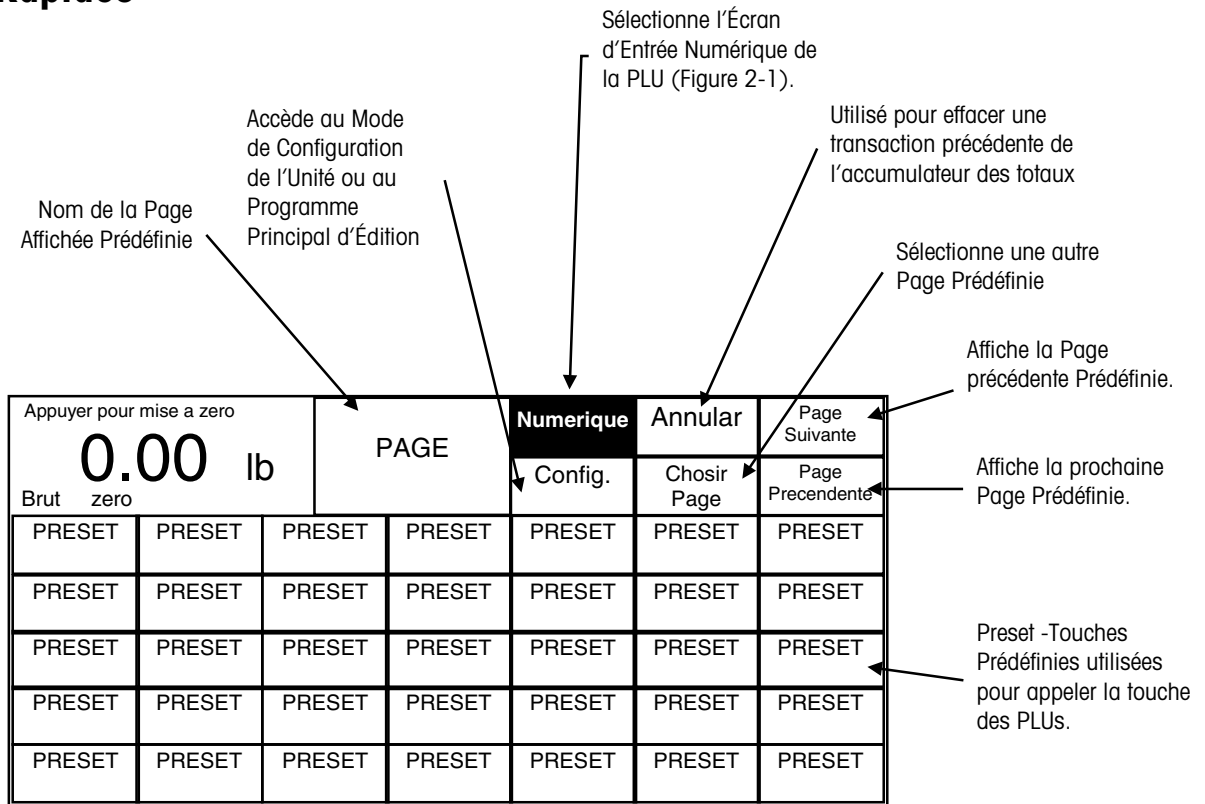 Sélectionne l’Écran
d’Entrée Numérique de
la PLU (Figure 2-1).
Accède au Mode
de Configuration
de l’Unité ou au
Programme
Principal d’Édition
Utilisé pour effacer une
transaction précédente de
l’accumulateur des totaux
Nom de la Page
Affichée Prédéfinie
Sélectionne une autre
Page Prédéfinie
Affiche la Page
précédente Prédéfinie.
Appuyer pour mise a zero
0.00 lb
Brut zero
PAGE
Numerique
Annular
Page
Suivante
Config.
Chosir
Page
Page
Precendente
Affiche la prochaine
Page Prédéfinie.
PRESET PRESET PRESET PRESET PRESET PRESET PRESET
PRESET PRESET PRESET PRESET PRESET PRESET PRESET
PRESET PRESET PRESET PRESET PRESET PRESET PRESET
PRESET PRESET PRESET PRESET PRESET PRESET PRESET
PRESET PRESET PRESET PRESET PRESET PRESET PRESET
Preset -Touches
Prédéfinies utilisées
pour appeler la touche
des PLUs.